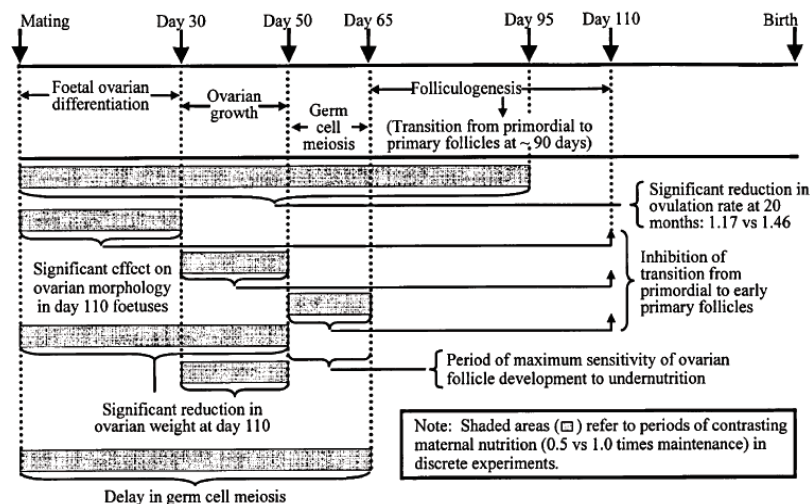 Mating Day 30 Day 50 Day 65 Day 95 Day 110 Birth
Foetal ovarian
differentiation
Ovarian
growth
Germ
cell
meiosis
Folliculogenesis
(Transition from primordial to
primary follicles at ~ 90 days)
Significant reduction in
ovulation rate at 20
months: 1.17 vs 1.46
Significant effect on
ovarian morphology
in day 110 foetuses
Inhibition of
transition from
primordial to early
primary follicles
Period of maximum sensitivity of ovarian
follicle development to undernutrition
Significant reduction in
ovarian weight at day 110
Note: Shaded areas (□) refer to periods of contrasting
maternal nutrition (0.5 vs 1.0 times maintenance) in
discrete experiments.
Delay in germ cell meiosis